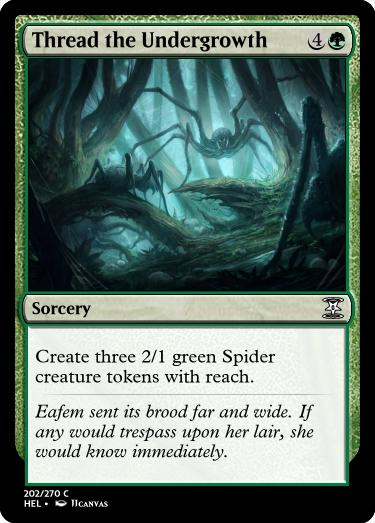 Thread the Undergrowth 4
Sorcery
Create three 2/1 green Spider
creature tokens with reach.
Eafem sent its brood far and wide. If
any would trespass upon her lair, she
would know immediately.
202/270 C
HEL • 11CANVAS